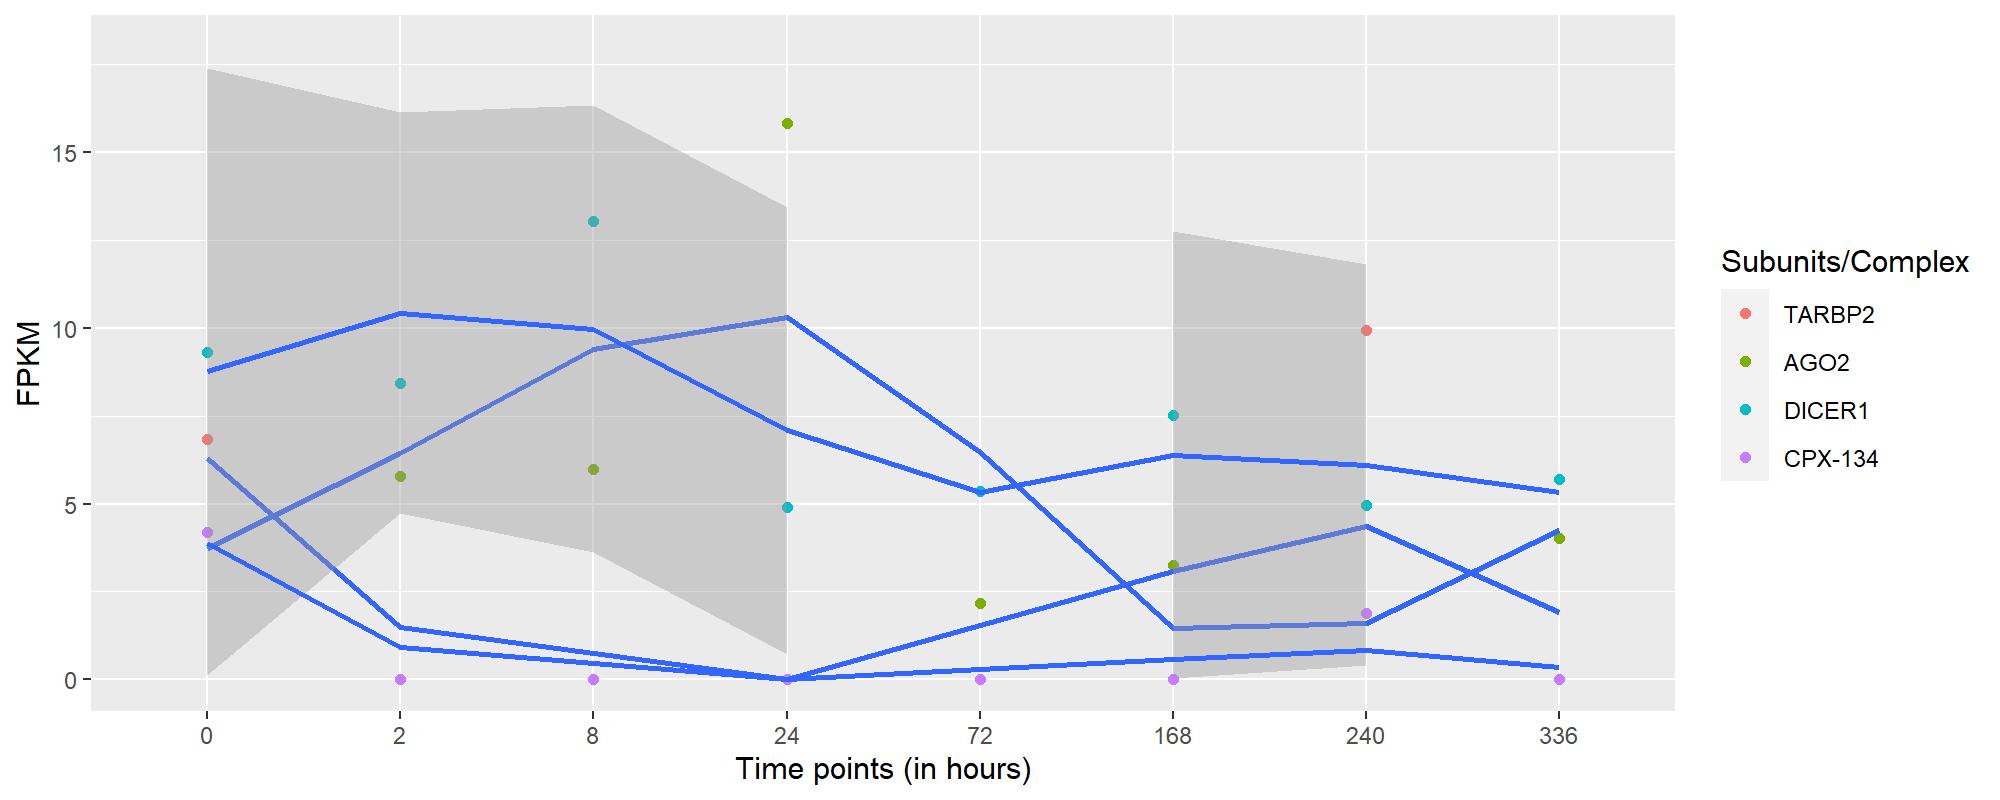 FPKM
15
10
5
0
0 2 8 24 72 168 240 336
Time points (in hours)
Subunits/Complex
TARBP2
AGO2
DICER1
CPX-134